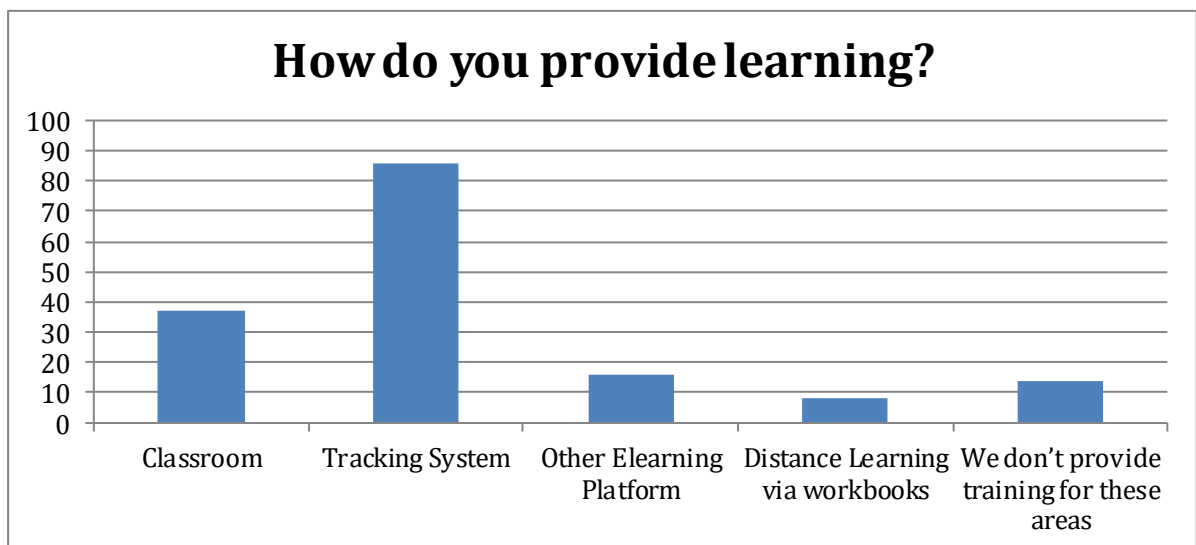 How do you provide learning?
100
90
80
70
60
50
40
30
20
10
0
Classroom
Tracking System
Other Elearning
Platform
Distance Learning
via workbooks
We don’t provide
training for these
areas